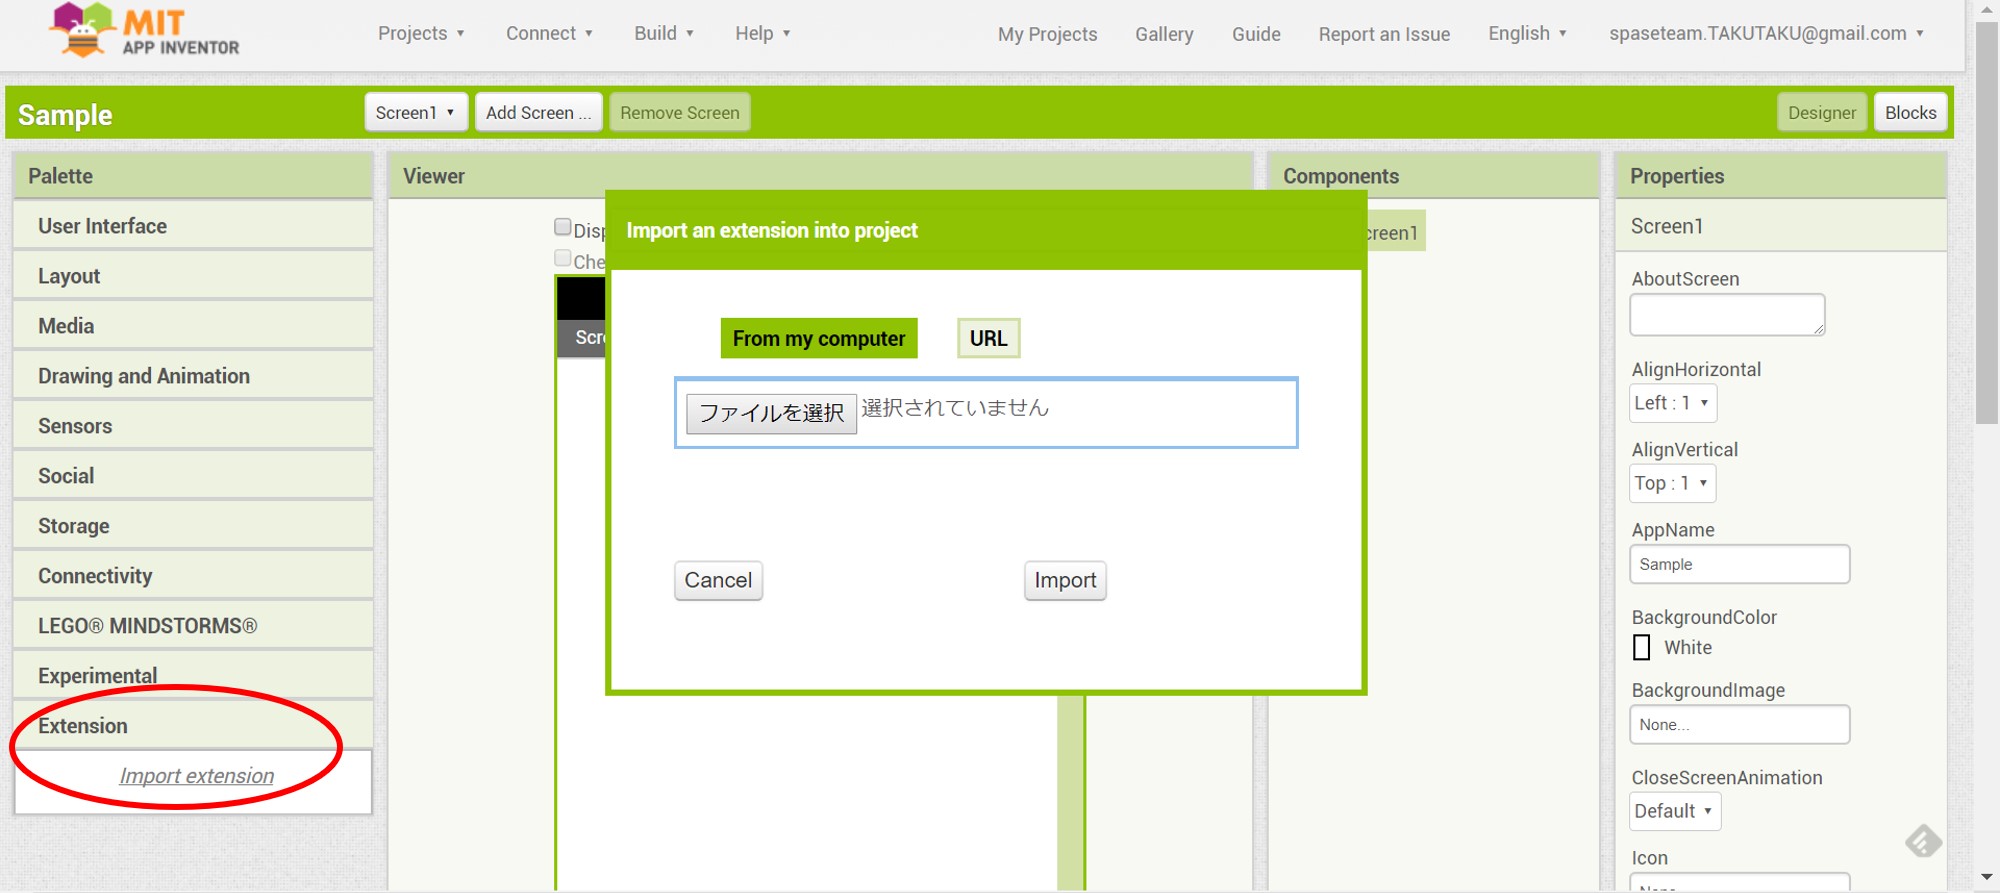 MIT
APP INVENTOR
Projects
Connect
Build
Help
My Projects
Gallery
Guide
Report an Issue
English
spaseteam.TAKUTAKU@gmail.com
Sample
Screen1
Add Screen ...
Remove Screen
Designer
Blocks
Palette
User Interface
Layout
Media
Drawing and Animation
Sensors
Social
Storage
Connectivity
LEGO® MINDSTORMS®
Experimental
Extension
Import extension
Viewer
Import an extension into project
From my computer
URL
ファイルを選択 選択されていません
Cancel
Import
Components
creen1
Properties
Screen1
AboutScreen
AlignHorizontal
Left : 1
AlignVertical
Top : 1
AppName
Sample
BackgroundColor
White
BackgroundImage
None...
CloseScreenAnimation
Default
Icon